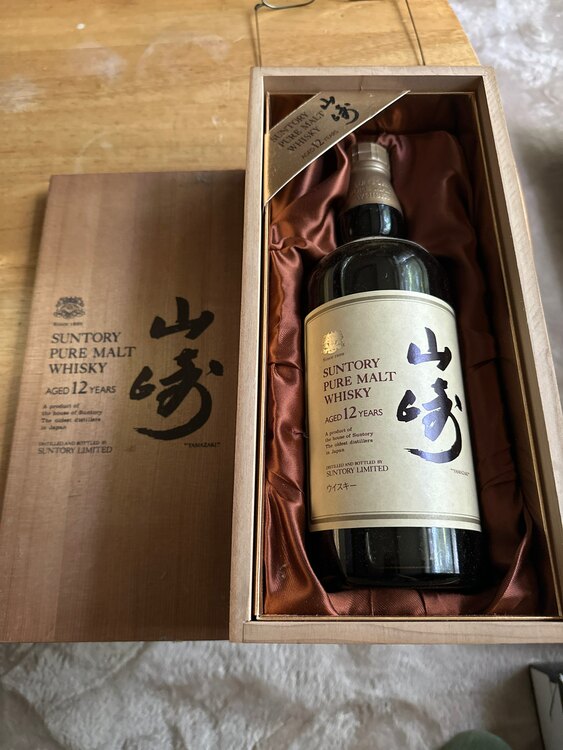 SINCE 1899
SUNTORY
PURE MALT
WHISKY
AGED 12 YEARS
A product of
the house of Suntory
The oldest distillers
in Japan
DISTILLED AND BOTTLED BY
SUNTORY LIMITED
山崎
"YAMAZAKI"
SUNTORY
PURE MALT
WHISKY
AGED 12 YEARS
山崎
SINCE 1899
SUNTORY
PURE MALT
WHISKY
AGED 12 YEARS
A product of
the house of Suntory
The oldest distillers
in Japan
DISTILLED AND BOTTLED BY
SUNTORY LIMITED
ウイスキー
山崎
"YAMAZAKI"